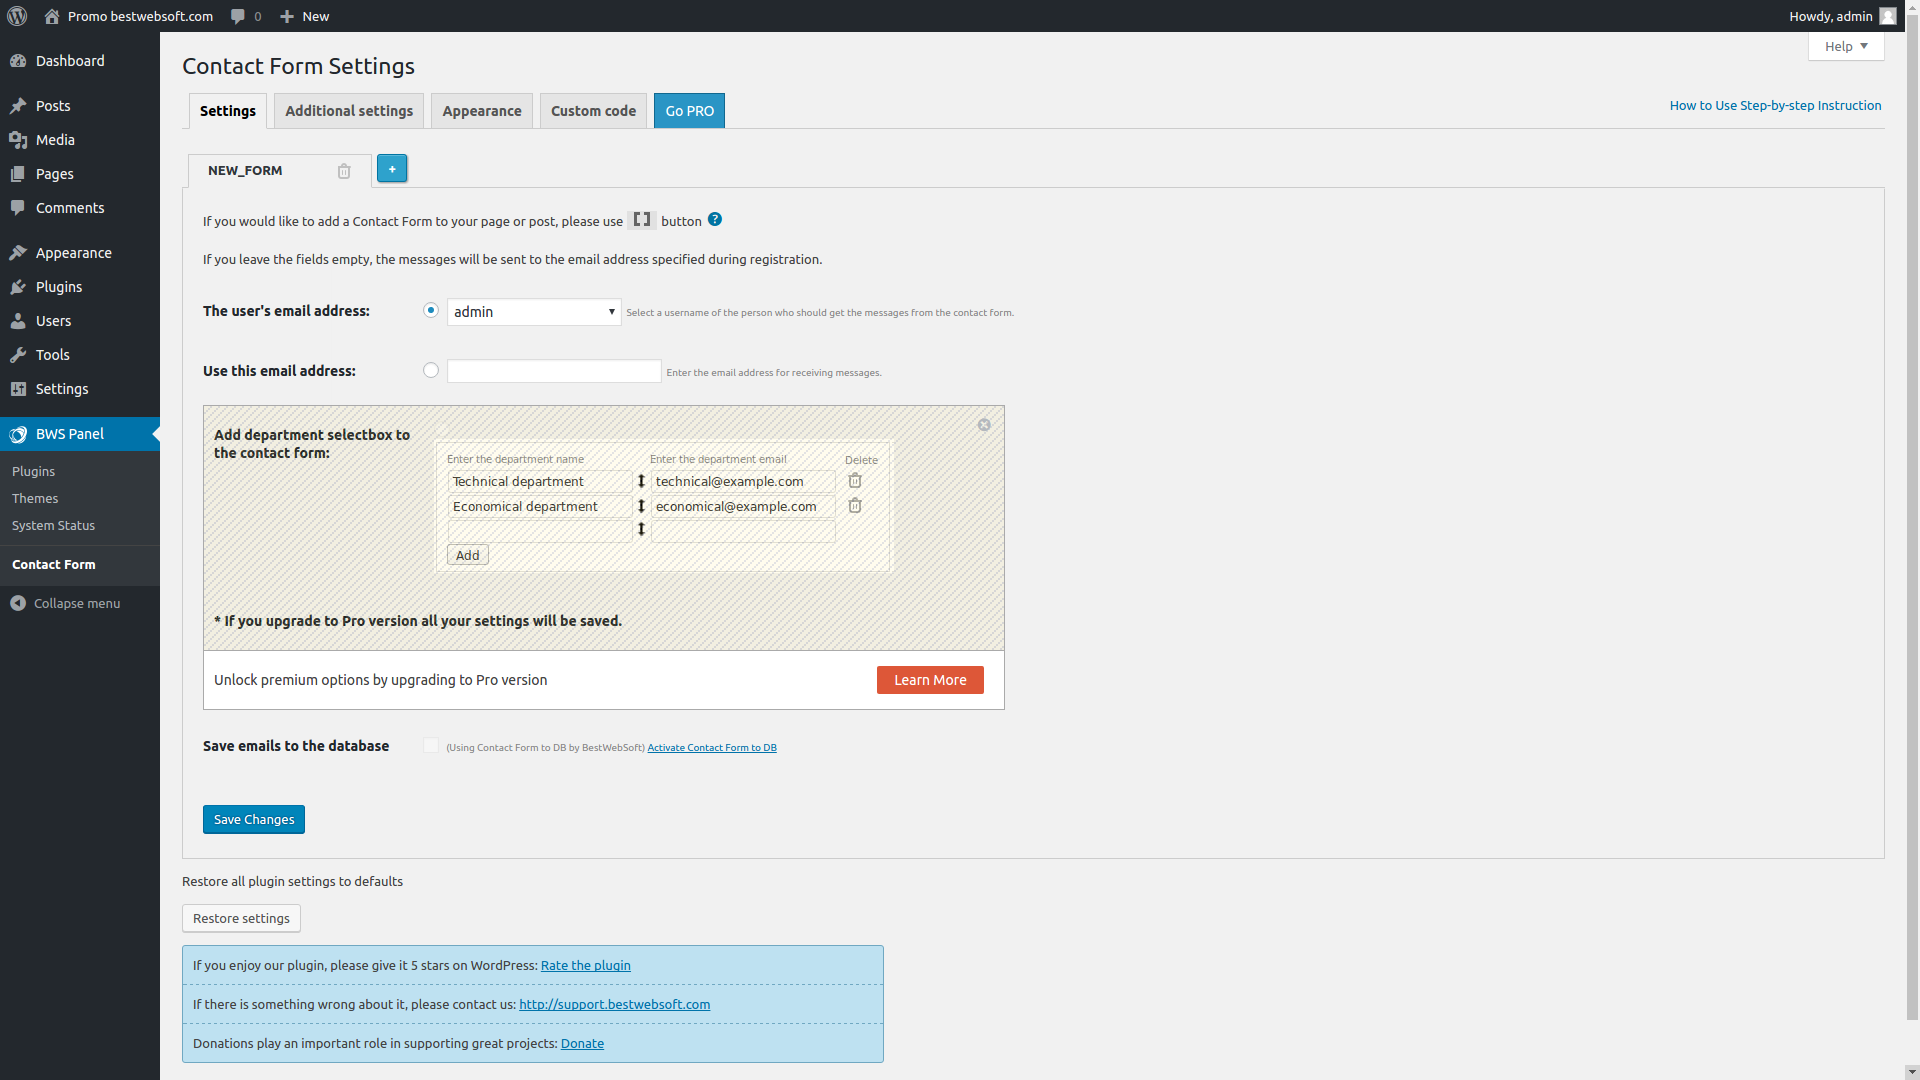 Promo bestwebsoft.com
0
New
Howdy, admin
Dashboard
Posts
Media
Pages
Comments
Appearance
Plugins
Users
Tools
Settings
BWS Panel
Plugins
Themes
System Status
Contact Form
Collapse menu
Help
Contact Form Settings
Settings
Additional settings
Appearance
Custom code
Go PRO
How to Use Step-by-step Instruction
NEW_FORM
+
If you would like to add a Contact Form to your page or post, please use [ ] button ?
If you leave the fields empty, the messages will be sent to the email address specified during registration.
The user's email address:
admin
Select a username of the person who should get the messages from the contact form.
Use this email address:
Enter the email address for receiving messages.
Add department selectbox to
the contact form:
Enter the department name
Enter the department email
Delete
Technical department
technical@example.com
Economical department
economical@example.com
Add
* If you upgrade to Pro version all your settings will be saved.
Unlock premium options by upgrading to Pro version
Learn More
Save emails to the database
(Using Contact Form to DB by BestWebSoft) Activate Contact Form to DB
Save Changes
Restore all plugin settings to defaults
Restore settings
If you enjoy our plugin, please give it 5 stars on WordPress: Rate the plugin
If there is something wrong about it, please contact us: http://support.bestwebsoft.com
Donations play an important role in supporting great projects: Donate